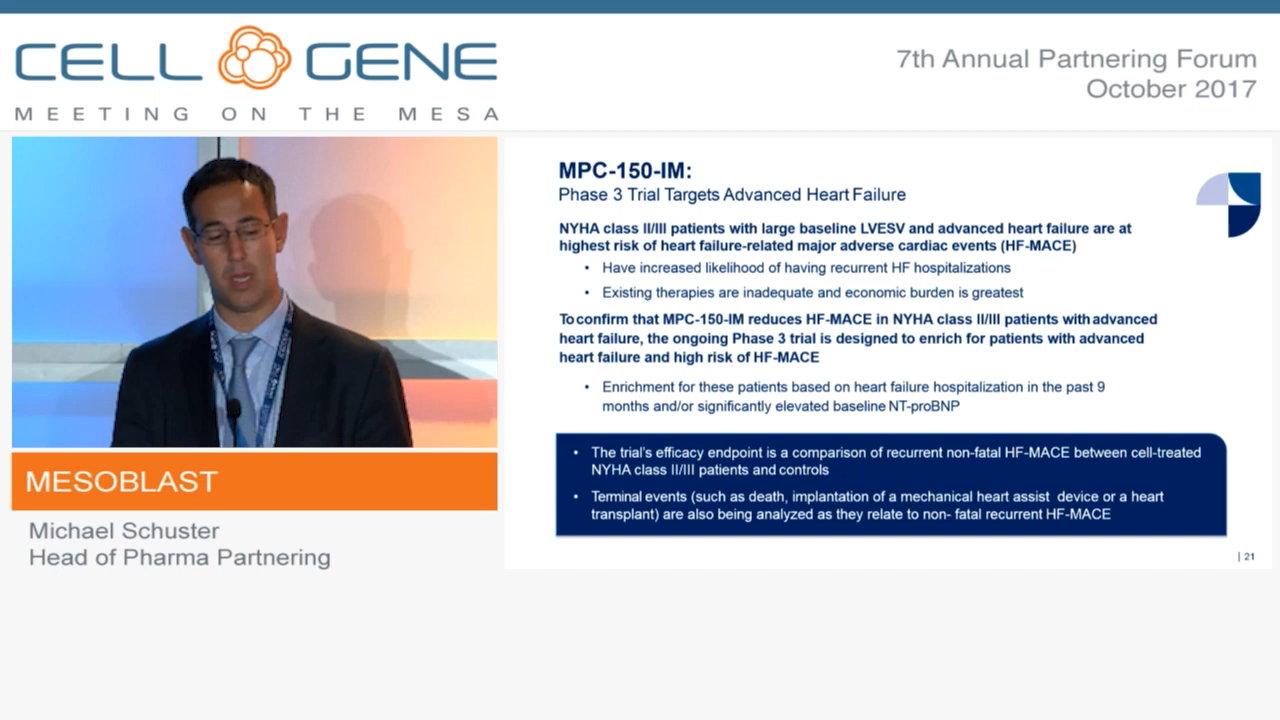 CELL GENE
MEETING ON THE MESA
7th Annual Partnering Forum
October 2017
MESOBLAST
Michael Schuster
Head of Pharma Partnering
MPC-150-IM:
Phase 3 Trial Targets Advanced Heart Failure
NYHA class II/III patients with large baseline LVESV and advanced heart failure are at
highest risk of heart failure-related major adverse cardiac events (HF-MACE)
• Have increased likelihood of having recurrent HF hospitalizations
• Existing therapies are inadequate and economic burden is greatest
To confirm that MPC-150-IM reduces HF-MACE in NYHA class II/III patients with advanced
heart failure, the ongoing Phase 3 trial is designed to enrich for patients with advanced
heart failure and high risk of HF-MACE
• Enrichment for these patients based on heart failure hospitalization in the past 9
months and/or significantly elevated baseline NT-proBNP
• The trial's efficacy endpoint is a comparison of recurrent non-fatal HF-MACE between cell-treated
NYHA class II/III patients and controls
• Terminal events (such as death, implantation of a mechanical heart assist device or a heart
transplant) are also being analyzed as they relate to non- fatal recurrent HF-MACE
| 21